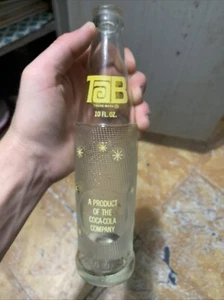 TaB
10 FL. OZ.
A PRODUCT
OF THE
COCA-COLA
COMPANY